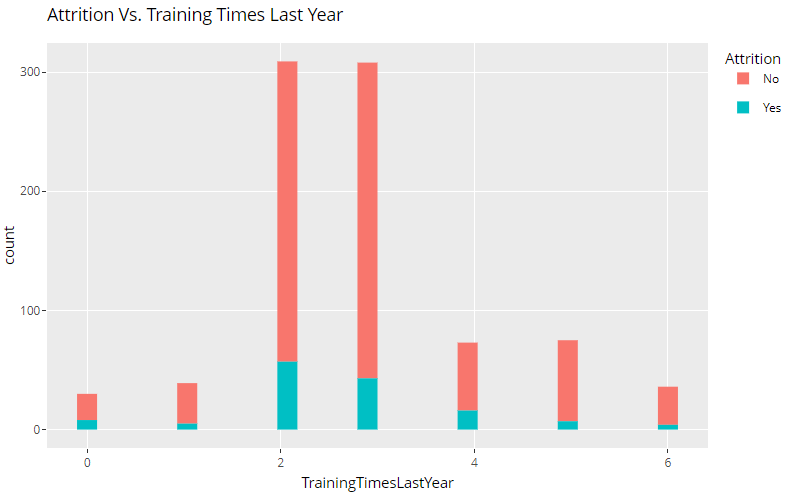 Attrition Vs. Training Times Last Year
Attrition
No
Yes
300
200
100
0
count
0 2 4 6
TrainingTimesLastYear